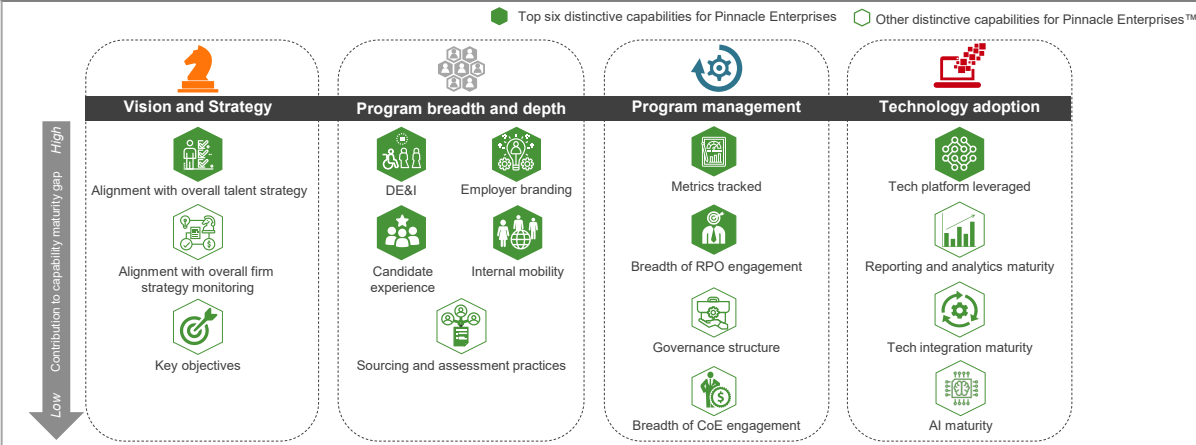 Top six distinctive capabilities for Pinnacle Enterprises
Other distinctive capabilities for Pinnacle Enterprises™
Vision and Strategy
Program breadth and depth
Program management
Technology adoption
High
Contribution to capability maturity gap
Low
Alignment with overall talent strategy
Alignment with overall firm
strategy monitoring
Key objectives
DE&I
Employer branding
Candidate
experience
Internal mobility
Sourcing and assessment practices
Metrics tracked
Breadth of RPO engagement
Governance structure
Breadth of CoE engagement
Tech platform leveraged
Reporting and analytics maturity
Tech integration maturity
AI maturity